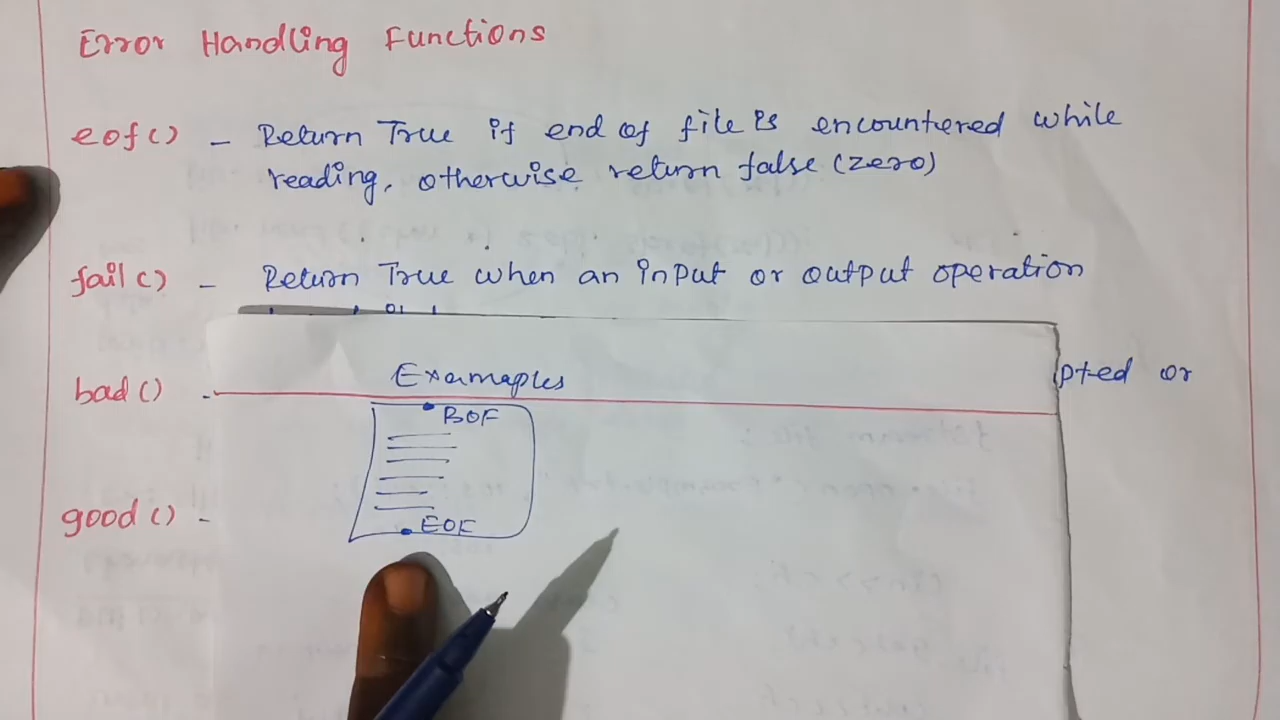 Error Handling Functions
eof() - Return True if end of file is encountered while
reading, otherwise return false (zero)
fail() - Return True when an input or output operation
Examaples
bad() - pted or
BOF
good() -
EOF